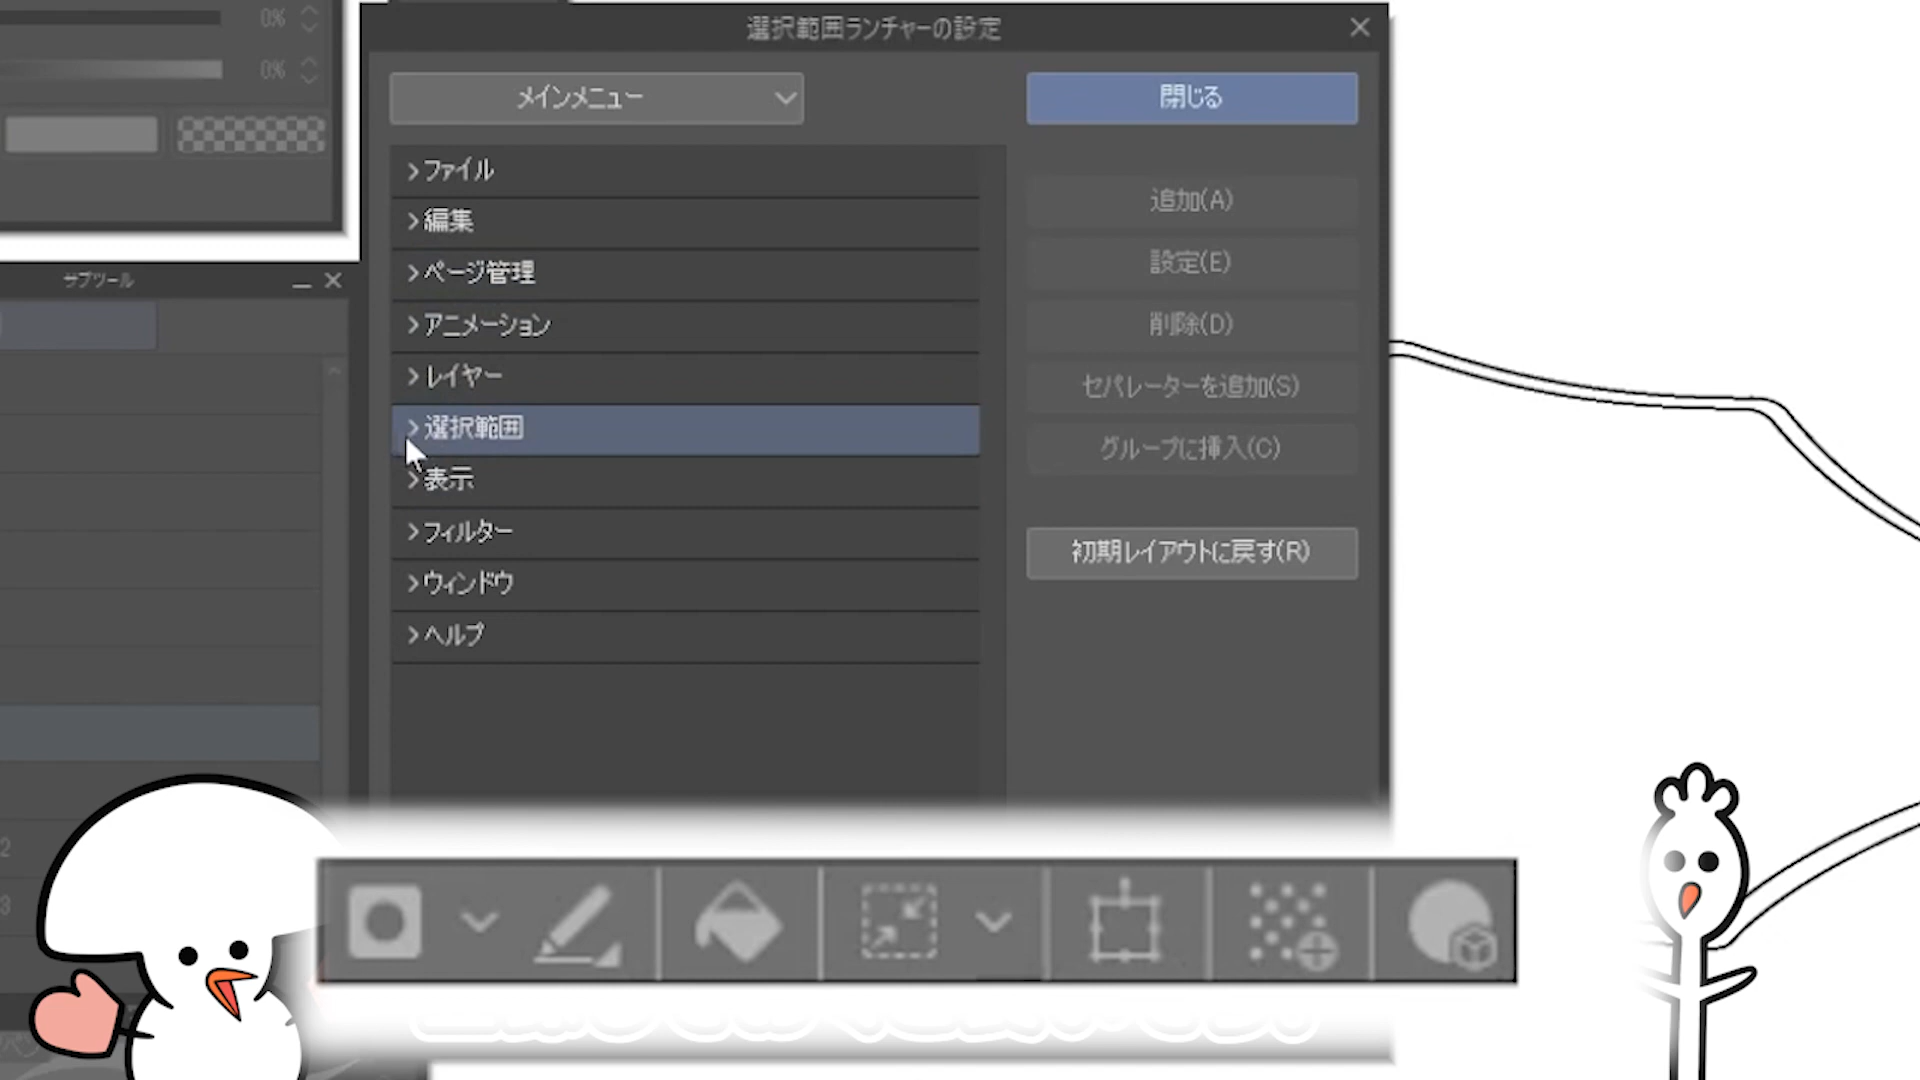 0%
0%
サブツール
2
3
選択範囲ランチャーの設定
メインメニュー
ファイル
編集
ページ管理
アニメーション
レイヤー
選択範囲
表示
フィルター
ウィンドウ
ヘルプ
閉じる
追加(A)
設定(E)
削除(D)
セパレーターを追加(S)
グループに挿入(C)
初期レイアウトに戻す(R)